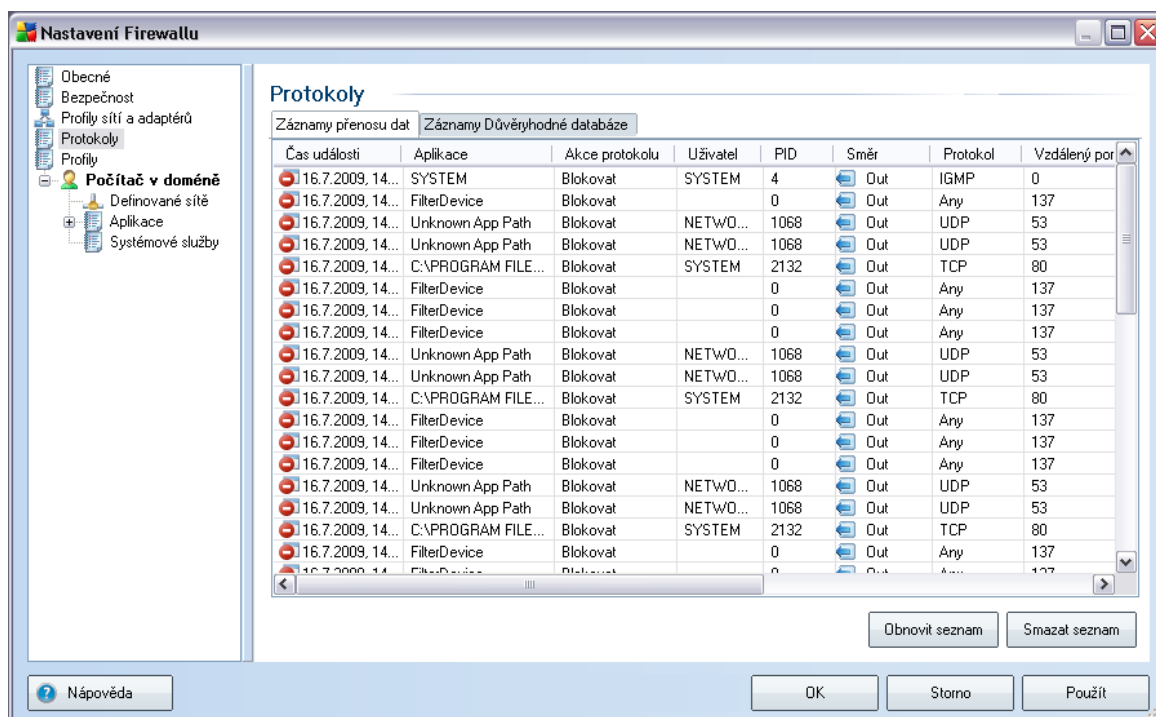 Nastavení Firewallu
Obecné
Bezpečnost
Profily sítí a adaptérů
Protokoly
Profily
Počítač v doméně
Definované sítě
Aplikace
Systémové služby
Protokoly
Záznamy přenosu dat Záznamy Důvěryhodné databáze
Čas události Aplikace Akce protokolu Uživatel PID Směr Protokol Vzdálený por
16.7.2009, 14... SYSTEM Blokovat SYSTEM 4 Out IGMP 0
16.7.2009, 14... FilterDevice Blokovat 0 Out Any 137
16.7.2009, 14... Unknown App Path Blokovat NETWO... 1068 Out UDP 53
16.7.2009, 14... Unknown App Path Blokovat NETWO... 1068 Out UDP 53
16.7.2009, 14... C:\PROGRAM FILE... Blokovat SYSTEM 2132 Out TCP 80
16.7.2009, 14... FilterDevice Blokovat 0 Out Any 137
16.7.2009, 14... FilterDevice Blokovat 0 Out Any 137
16.7.2009, 14... FilterDevice Blokovat 0 Out Any 137
16.7.2009, 14... Unknown App Path Blokovat NETWO... 1068 Out UDP 53
16.7.2009, 14... Unknown App Path Blokovat NETWO... 1068 Out UDP 53
16.7.2009, 14... C:\PROGRAM FILE... Blokovat SYSTEM 2132 Out TCP 80
16.7.2009, 14... FilterDevice Blokovat 0 Out Any 137
16.7.2009, 14... FilterDevice Blokovat 0 Out Any 137
16.7.2009, 14... FilterDevice Blokovat 0 Out Any 137
16.7.2009, 14... Unknown App Path Blokovat NETWO... 1068 Out UDP 53
16.7.2009, 14... Unknown App Path Blokovat NETWO... 1068 Out UDP 53
16.7.2009, 14... C:\PROGRAM FILE... Blokovat SYSTEM 2132 Out TCP 80
16.7.2009, 14... FilterDevice Blokovat 0 Out Any 137
Obnovit seznam Smazat seznam
Nápověda OK Storno Použít